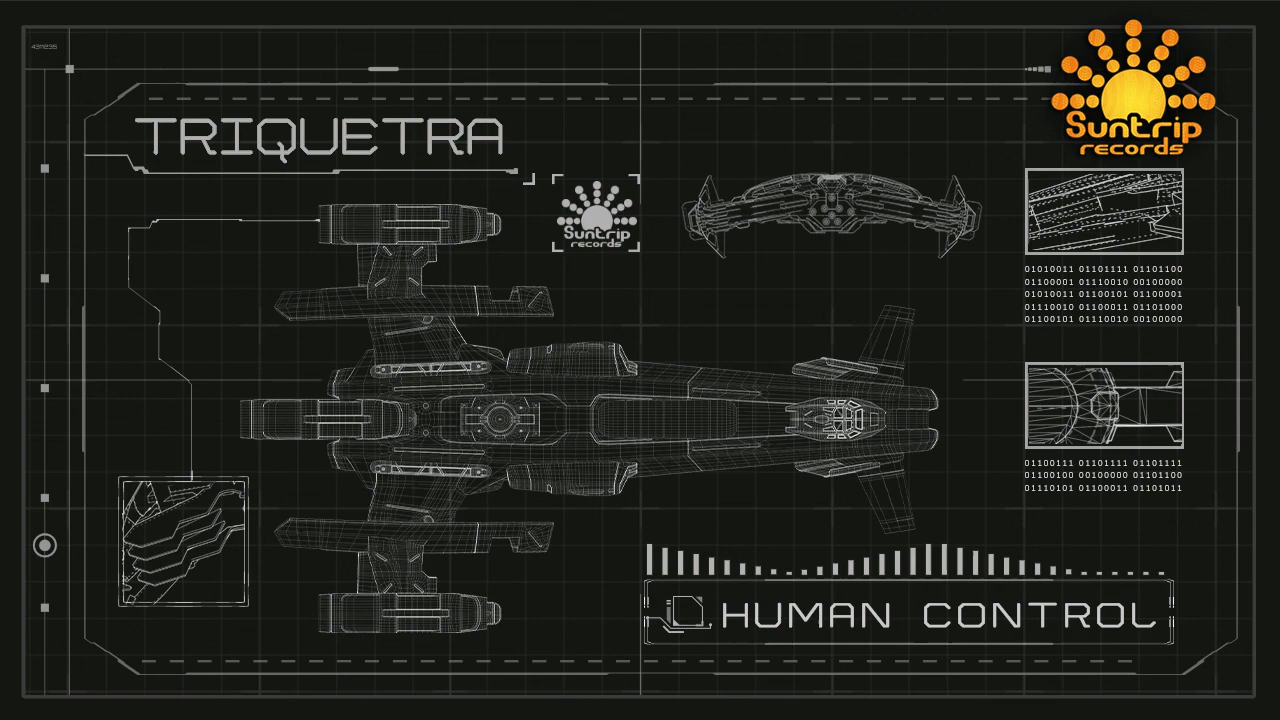 4311235
TRIQUETRA
Suntrip
records
Suntrip
records
01010011 01101111 01101100
01100001 01110010 00100000
01010011 01100101 01100001
01110010 01100011 01101000
01100101 01110010 00100000
01100111 01101111 01101111
01100100 00100000 01101100
01110101 01100011 01101011
HUMAN CONTROL